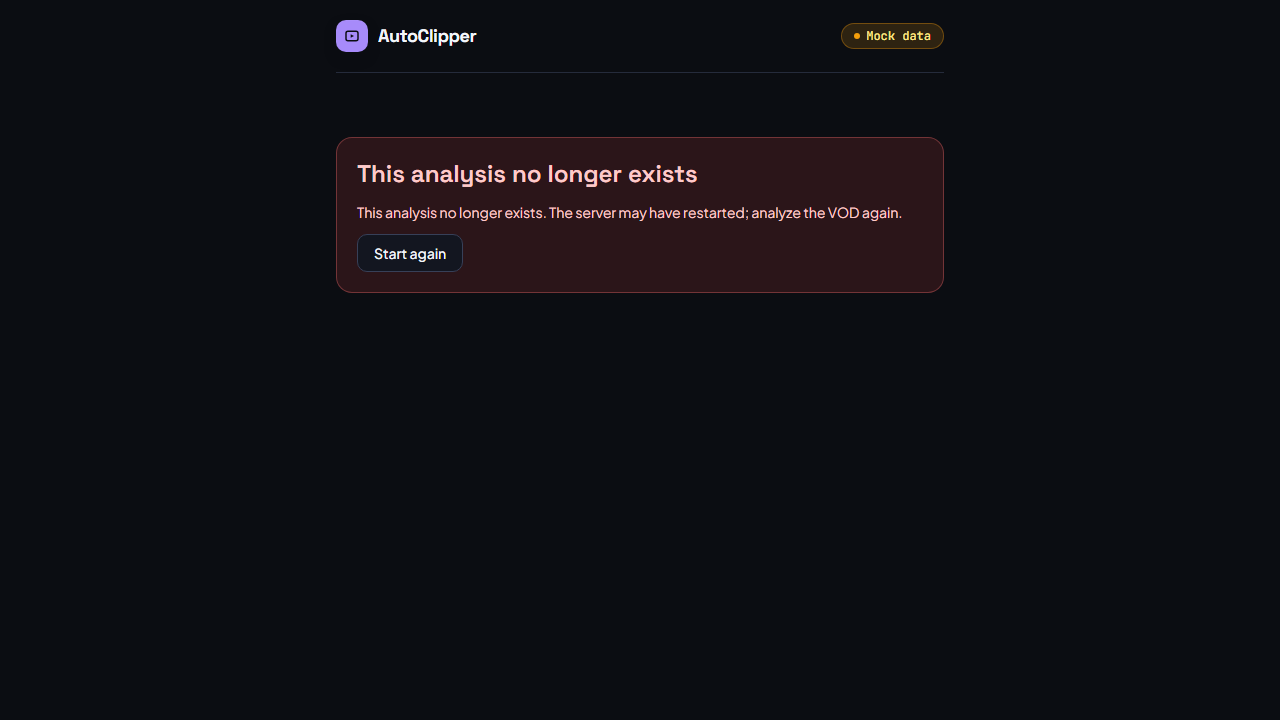 AutoClipper
Mock data
This analysis no longer exists
This analysis no longer exists. The server may have restarted; analyze the VOD again.
Start again